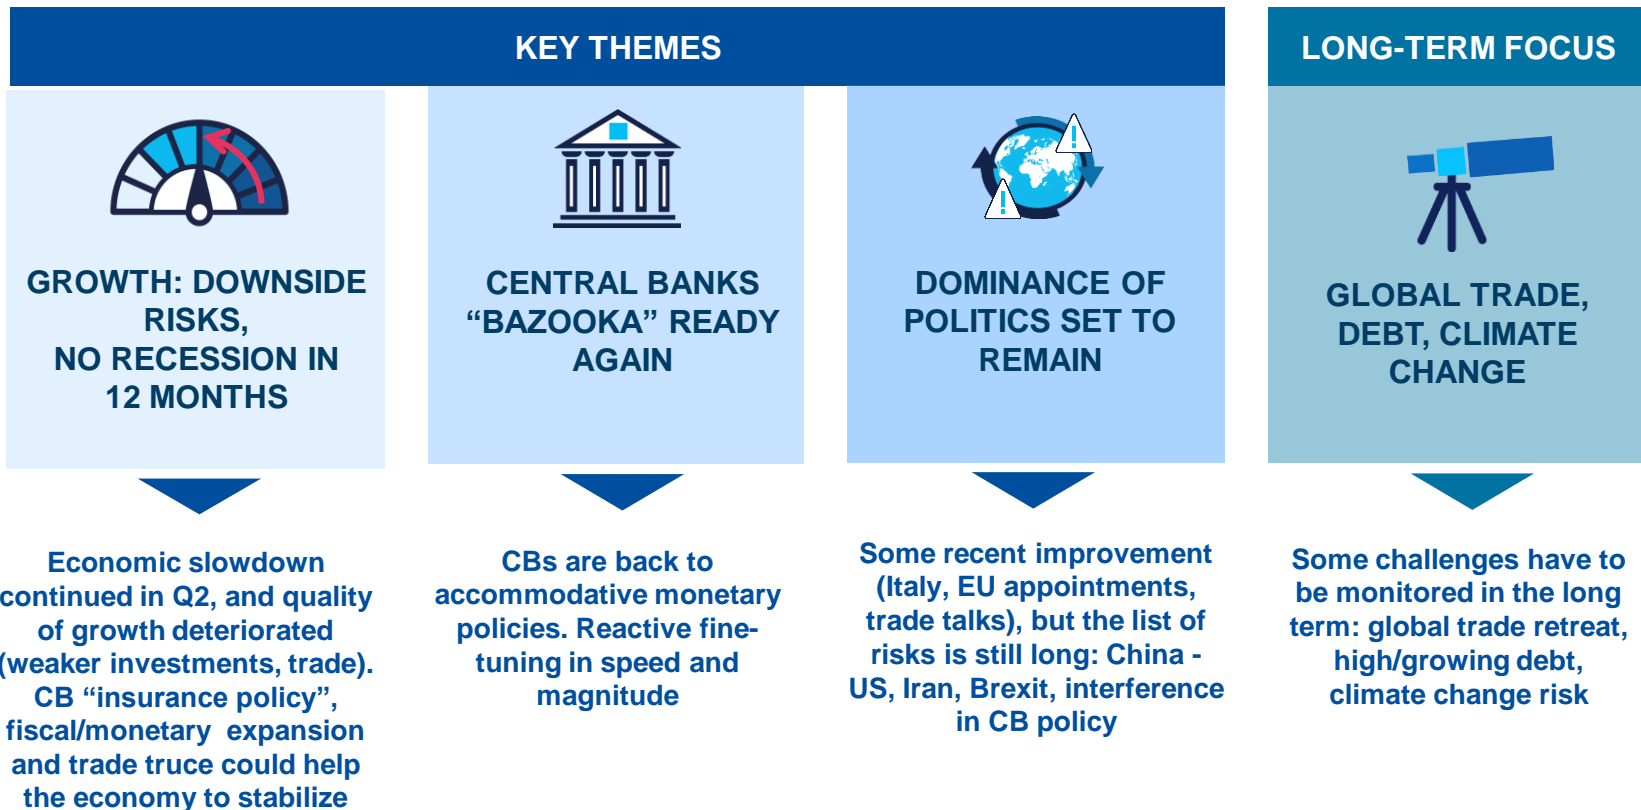 KEY THEMES
LONG-TERM FOCUS
GROWTH: DOWNSIDE
RISKS,
NO RECESSION IN
12 MONTHS
CENTRAL BANKS
“BAZOOKA” READY
AGAIN
DOMINANCE OF
POLITICS SET TO
REMAIN
GLOBAL TRADE,
DEBT, CLIMATE
CHANGE
Economic slowdown
continued in Q2, and quality
of growth deteriorated
(weaker investments, trade).
CB “insurance policy”,
fiscal/monetary expansion
and trade truce could help
the economy to stabilize
CBs are back to
accommodative monetary
policies. Reactive fine-
tuning in speed and
magnitude
Some recent improvement
(Italy, EU appointments,
trade talks), but the list of
risks is still long: China -
US, Iran, Brexit, interference
in CB policy
Some challenges have to
be monitored in the long
term: global trade retreat,
high/growing debt,
climate change risk